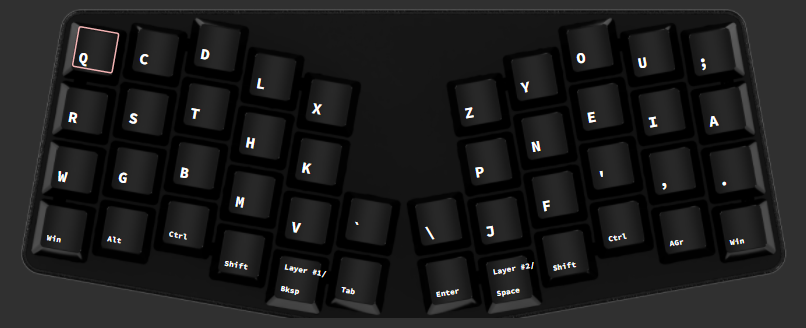 Q C D L X Z Y O U ;
R S T H K P N E I A
W G B M V ` \ J F ' , .
Win Alt Ctrl Shift Layer #1/ Tab Enter Layer #2/ Shift Ctrl AGr Win
Bksp Space